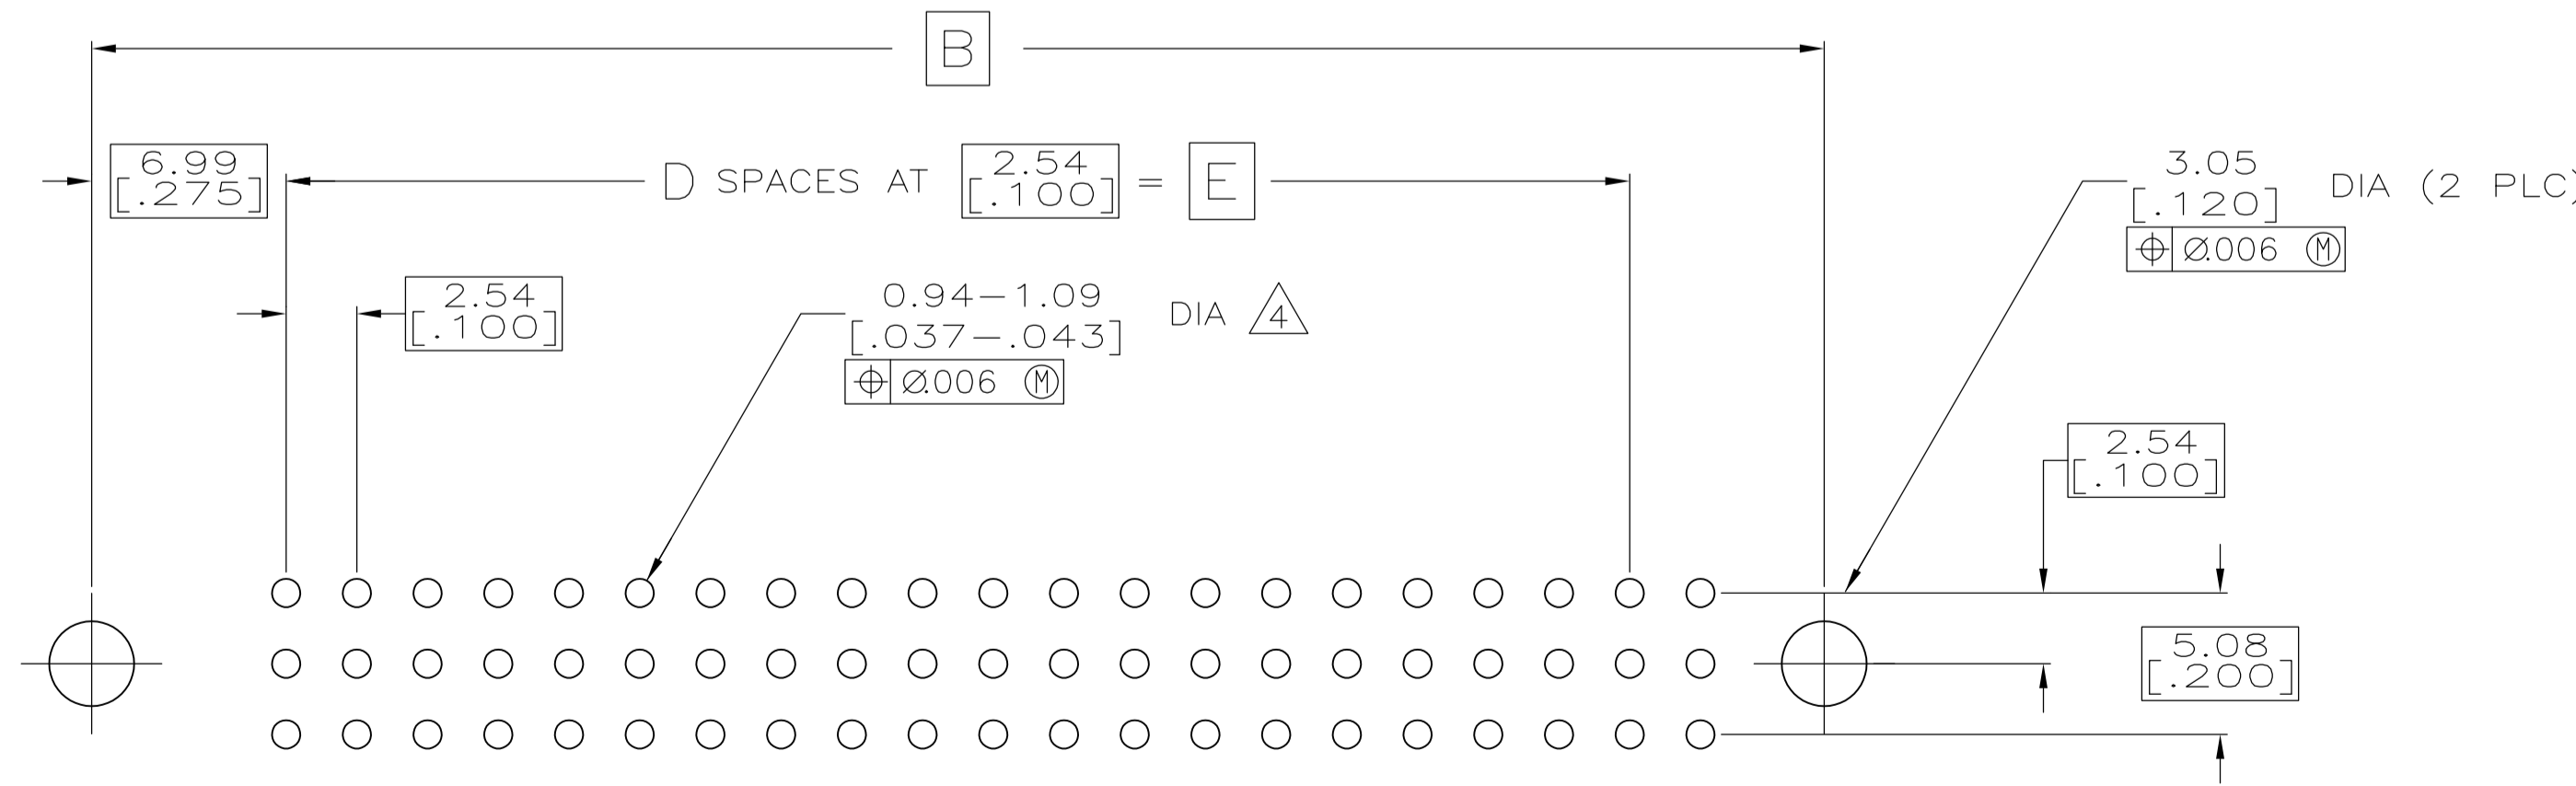 B
6.99
[.275]
D SPACES AT 2.54 [.100] = E
3.05
[.120] DIA (2 PLC)
⌖ Ø.006 Ⓜ
2.54
[.100]
0.94-1.09
[.037-.043] DIA 4
⌖ Ø.006 Ⓜ
2.54
[.100]
5.08
[.200]